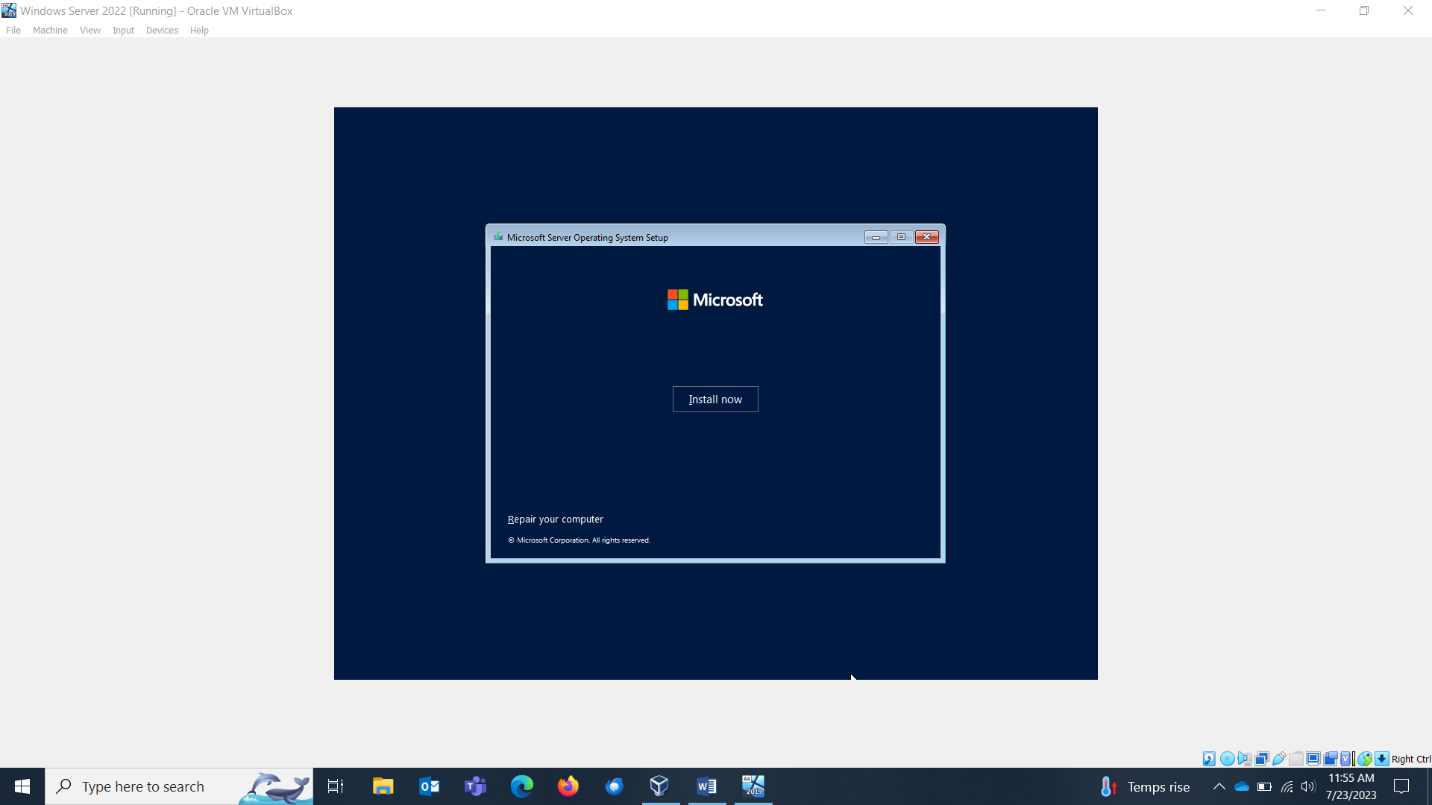 Windows Server 2022 [Running] - Oracle VM VirtualBox
File Machine View Input Devices Help
Microsoft Server Operating System Setup
Microsoft
Install now
Repair your computer
© Microsoft Corporation. All rights reserved.
Right Ctrl
Type here to search
Temps rise
11:55 AM
7/23/2023